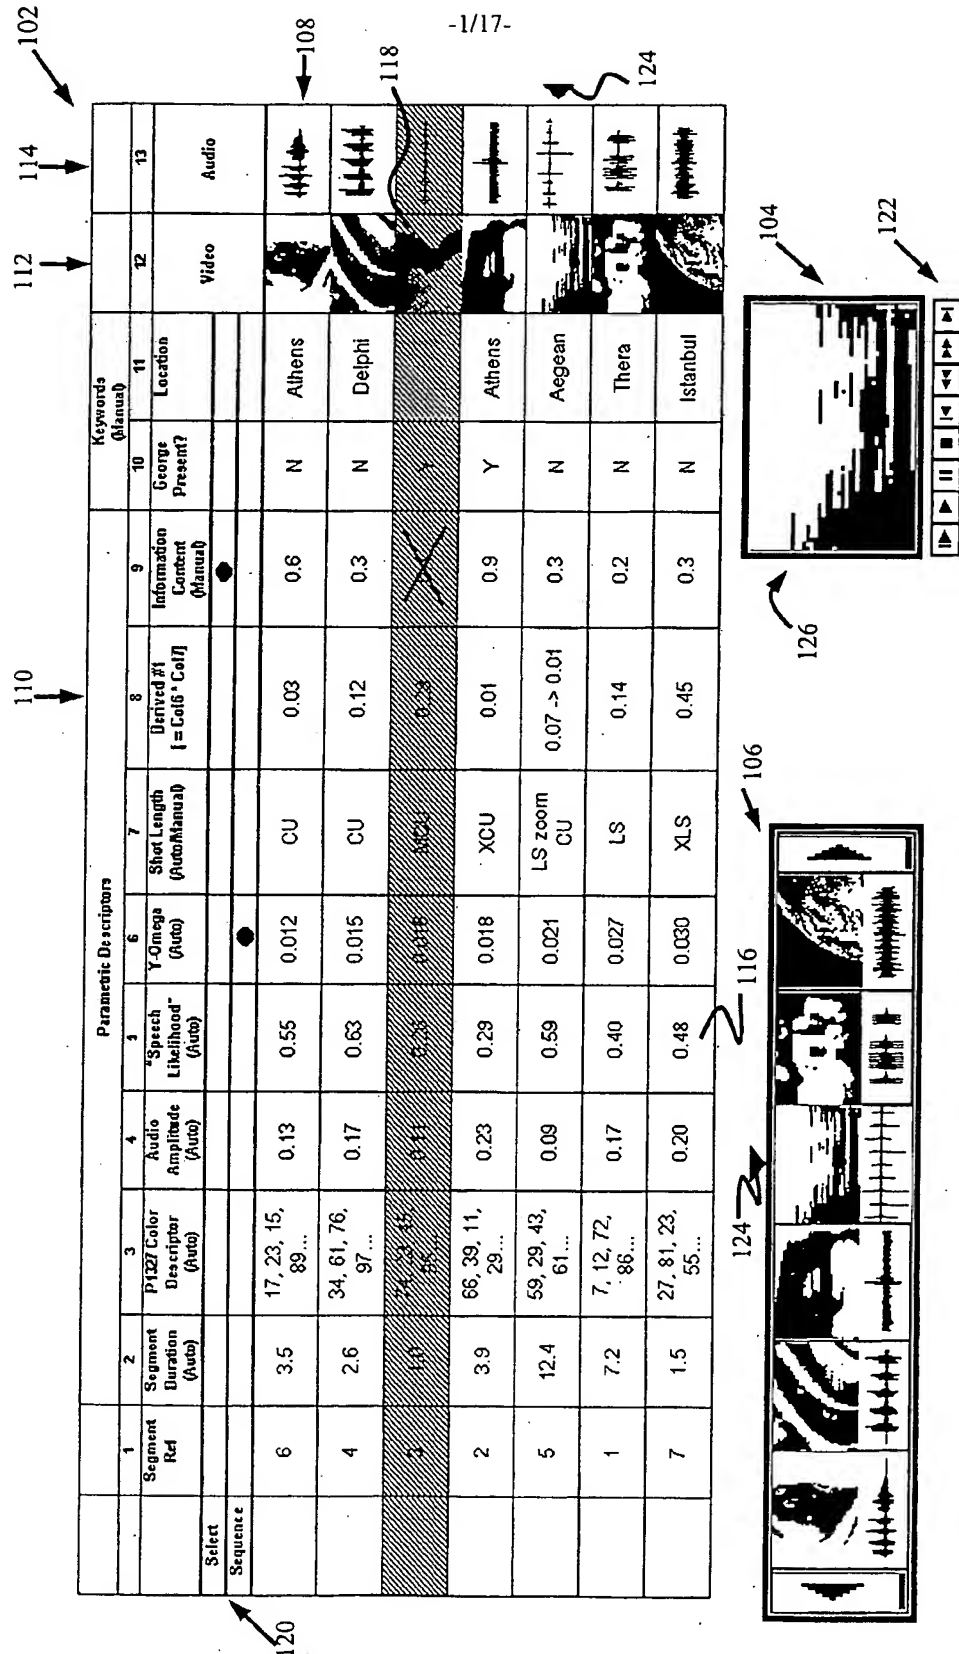 -1/17-
102
108
118
124
110
112
114
Parametric Descriptors
Keywords (Manual)
1 2 3 4 5 6 7 8 9 10 11 12 13
Segment Ref
Segment Duration (Auto)
P1327 Color Descriptor (Auto)
Audio Amplitude (Auto)
"Speech Likelihood" (Auto)
Y-Omega (Auto)
Shot Length (Auto/Manual)
Derived #1 [ = Col6 * Col7]
Information Content (Manual)
George Present?
Location
Video
Audio
Select
Sequence
6 3.5 17, 23, 15, 89... 0.13 0.55 0.012 CU 0.03 0.6 N Athens
4 2.6 34, 61, 76, 97... 0.17 0.63 0.015 CU 0.12 0.3 N Delphi
MCU Y
2 3.9 66, 39, 11, 29... 0.23 0.29 0.018 XCU 0.01 0.9 Y Athens
5 12.4 59, 29, 43, 61... 0.09 0.59 0.021 LS zoom CU 0.07 -> 0.01 0.3 N Aegean
1 7.2 7, 12, 72, 86... 0.17 0.40 0.027 LS 0.14 0.2 N Thera
7 1.5 27, 81, 23, 55... 0.20 0.48 0.030 XLS 0.45 0.3 N Istanbul
120
116
124
106
126
104
122